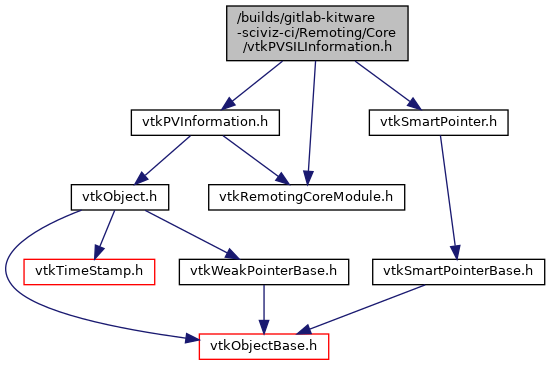 /builds/gitlab-kitware
-sciviz-ci/Remoting/Core
/vtkPVSILInformation.h
vtkPVInformation.h
vtkSmartPointer.h
vtkObject.h
vtkRemotingCoreModule.h
vtkTimeStamp.h
vtkWeakPointerBase.h
vtkSmartPointerBase.h
vtkObjectBase.h